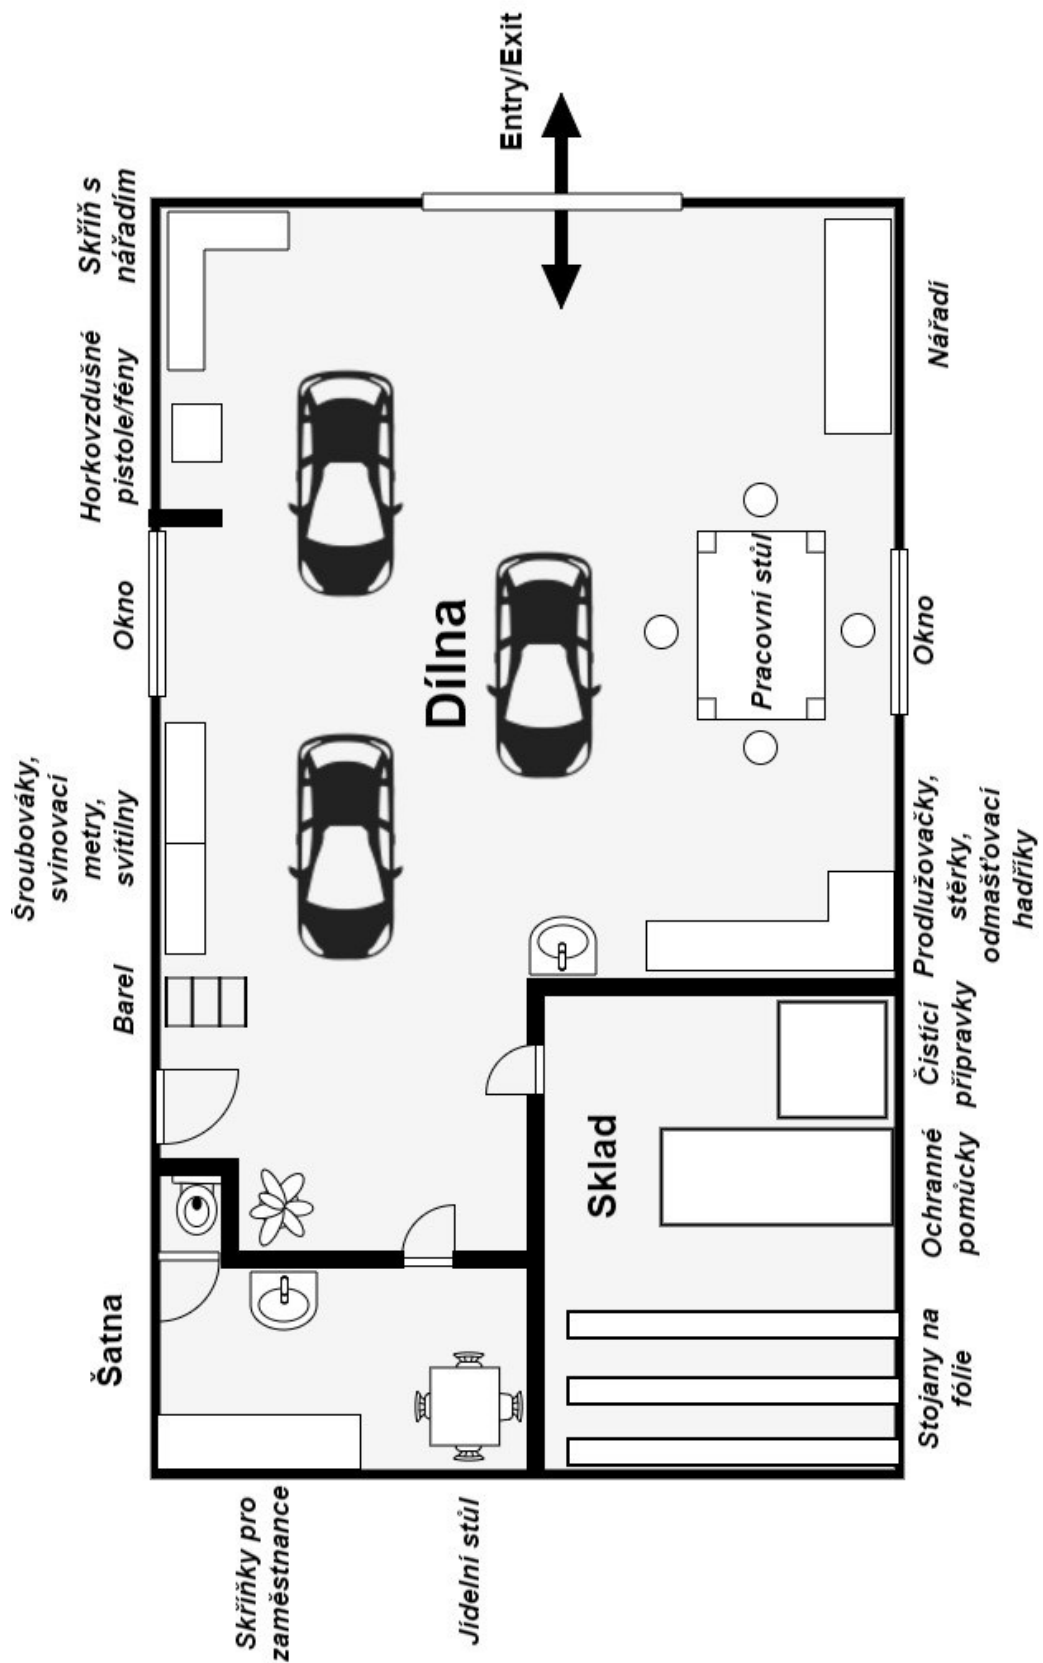 Šatna
Barel
Šroubováky,
svinovací
metry,
svítilny
Okno
Horkovzdušné
pistole/fény
Skříň s
nářadím
Skříňky pro
zaměstnance
Jídelní stůl
Dílna
Entry/Exit
Sklad
Pracovní stůl
Stojany na
fólie
Ochranné
pomůcky
Čistící
přípravky
Prodlužovačky,
stěrky,
odmašťovací
hadříky
Okno
Nářadí